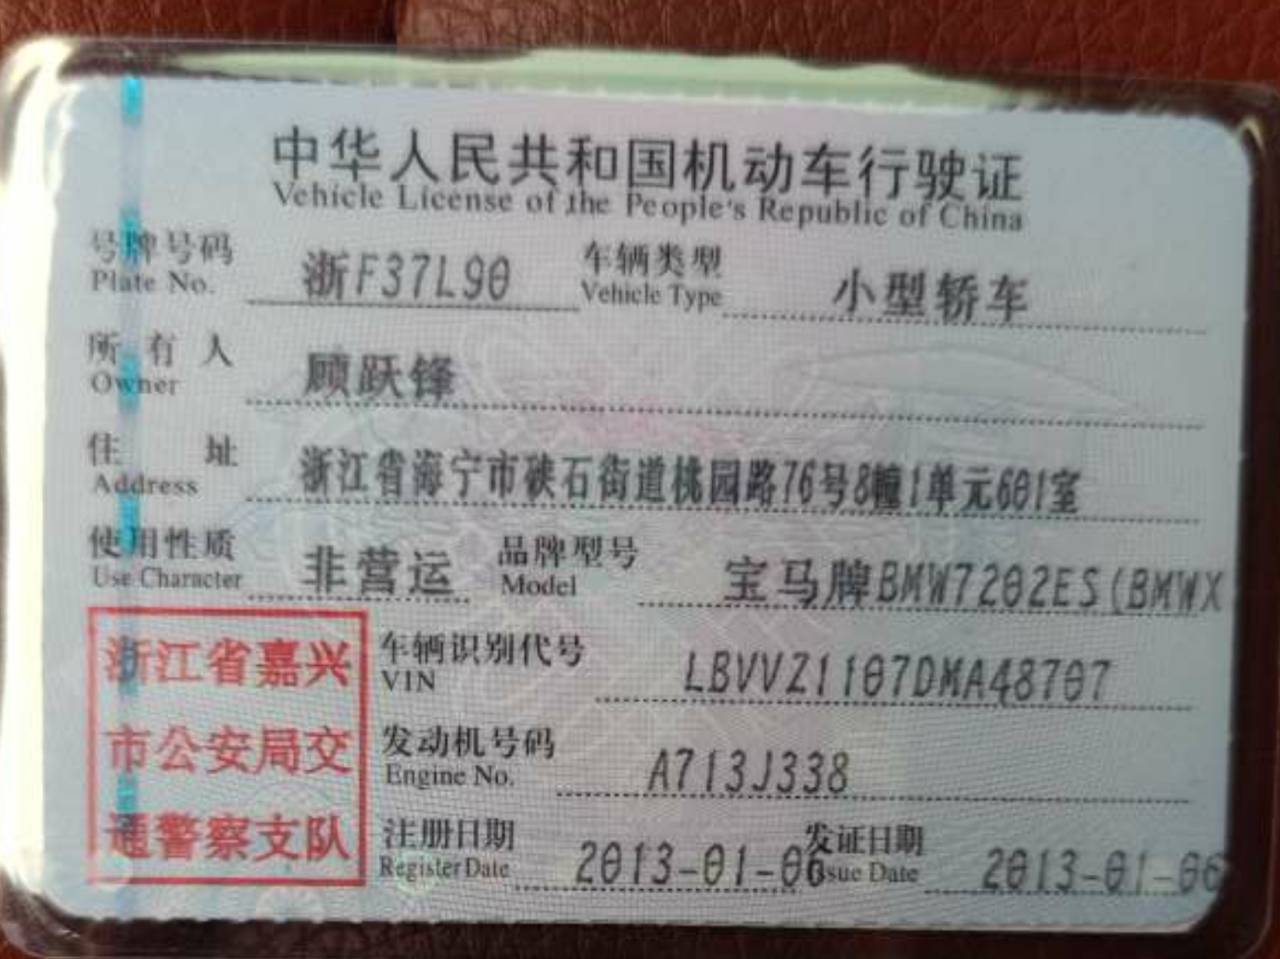 中华人民共和国机动车行驶证
Vehicle License of the People's Republic of China
号牌号码 浙F37L90 车辆类型 小型轿车
Plate No. Vehicle Type
所有人 顾跃锋
Owner
住址 浙江省海宁市硖石街道桃园路76号8幢1单元601室
Address
使用性质 非营运 品牌型号 宝马牌BMW7202ES(BMWX
Use Character Model
浙江省嘉兴
市公安局交
通警察支队
车辆识别代号 LBVVZ1107DMA48707
VIN
发动机号码 A713J338
Engine No.
注册日期 2013-01-06 发证日期 2013-01-06
Register Date Issue Date